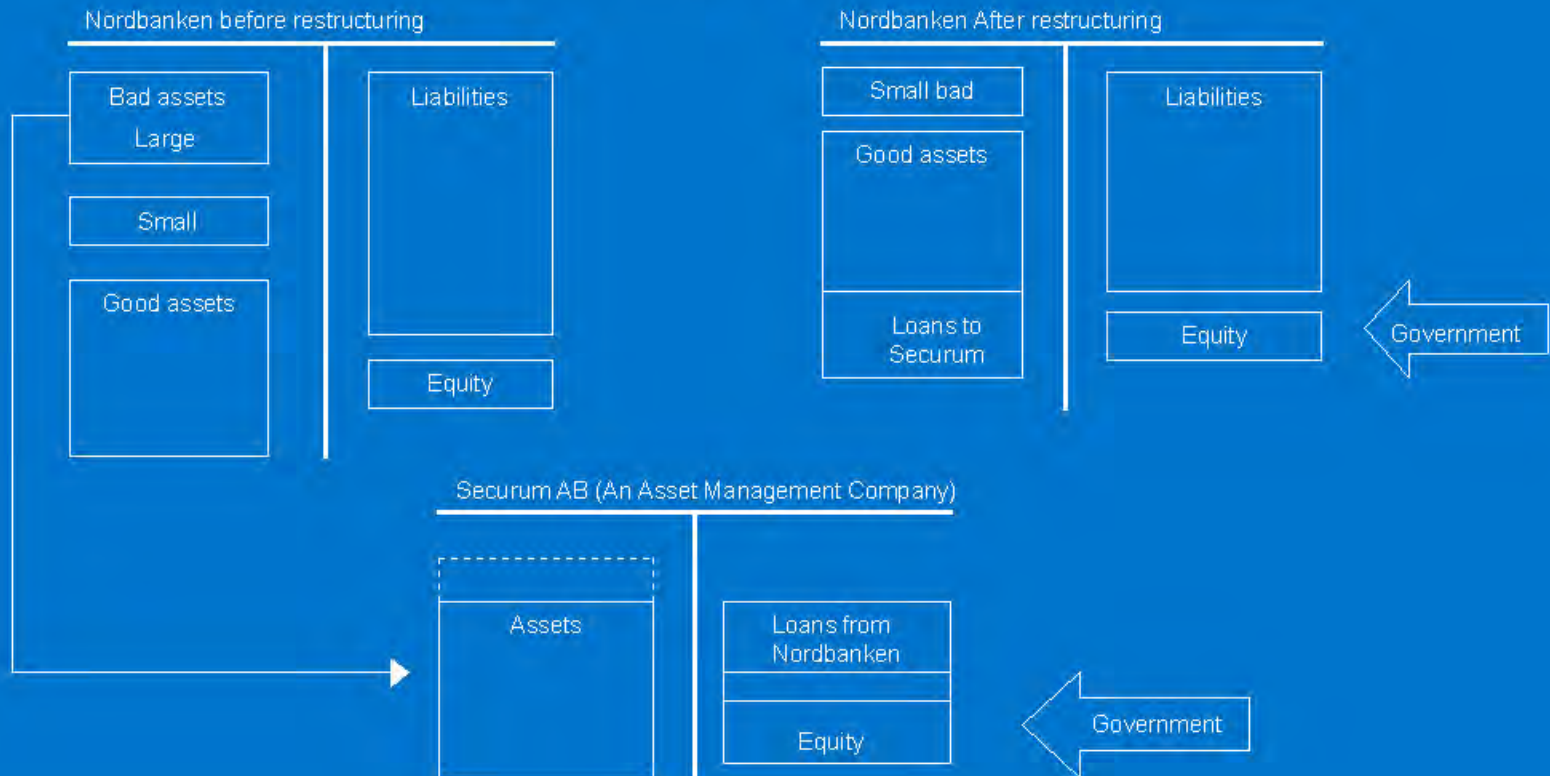 Nordbanken before restructuring
Bad assets
Large
Small
Good assets
Liabilities
Equity
Nordbanken After restructuring
Small bad
Good assets
Loans to
Securum
Liabilities
Equity
Government
Securum AB (An Asset Management Company)
Assets
Loans from
Nordbanken
Equity
Government